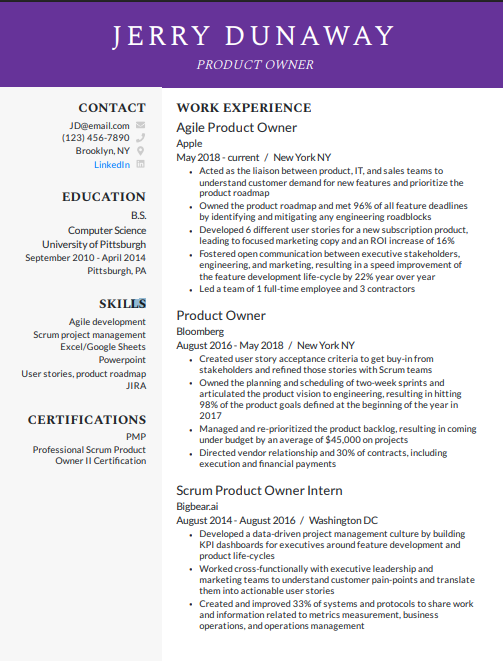 JERRY DUNAWAY
PRODUCT OWNER
CONTACT
JD@email.com
(123) 456-7890
Brooklyn, NY
LinkedIn
EDUCATION
B.S.
Computer Science
University of Pittsburgh
September 2010 - April 2014
Pittsburgh, PA
SKILLS
Agile development
Scrum project management
Excel/Google Sheets
Powerpoint
User stories, product roadmap
JIRA
CERTIFICATIONS
PMP
Professional Scrum Product
Owner II Certification
WORK EXPERIENCE
Agile Product Owner
Apple
May 2018 - current / New York NY
• Acted as the liaison between product, IT, and sales teams to
understand customer demand for new features and prioritize the
product roadmap
• Owned the product roadmap and met 96% of all feature deadlines
by identifying and mitigating any engineering roadblocks
• Developed 6 different user stories for a new subscription product,
leading to focused marketing copy and an ROI increase of 16%
• Fostered open communication between executive stakeholders,
engineering, and marketing, resulting in a speed improvement of
the feature development life-cycle by 22% year over year
• Led a team of 1 full-time employee and 3 contractors
Product Owner
Bloomberg
August 2016 - May 2018 / New York NY
• Created user story acceptance criteria to get buy-in from
stakeholders and refined those stories with Scrum teams
• Owned the planning and scheduling of two-week sprints and
articulated the product vision to engineering, resulting in hitting
98% of the product goals defined at the beginning of the year in
2017
• Managed and re-prioritized the product backlog, resulting in coming
under budget by an average of $45,000 on projects
• Directed vendor relationship and 30% of contracts, including
execution and financial payments
Scrum Product Owner Intern
Bigbear.ai
August 2014 - August 2016 / Washington DC
• Developed a data-driven project management culture by building
KPI dashboards for executives around feature development and
product life-cycles
• Worked cross-functionally with executive leadership and
marketing teams to understand customer pain-points and translate
them into actionable user stories
• Created and improved 33% of systems and protocols to share work
and information related to metrics measurement, business
operations, and operations management